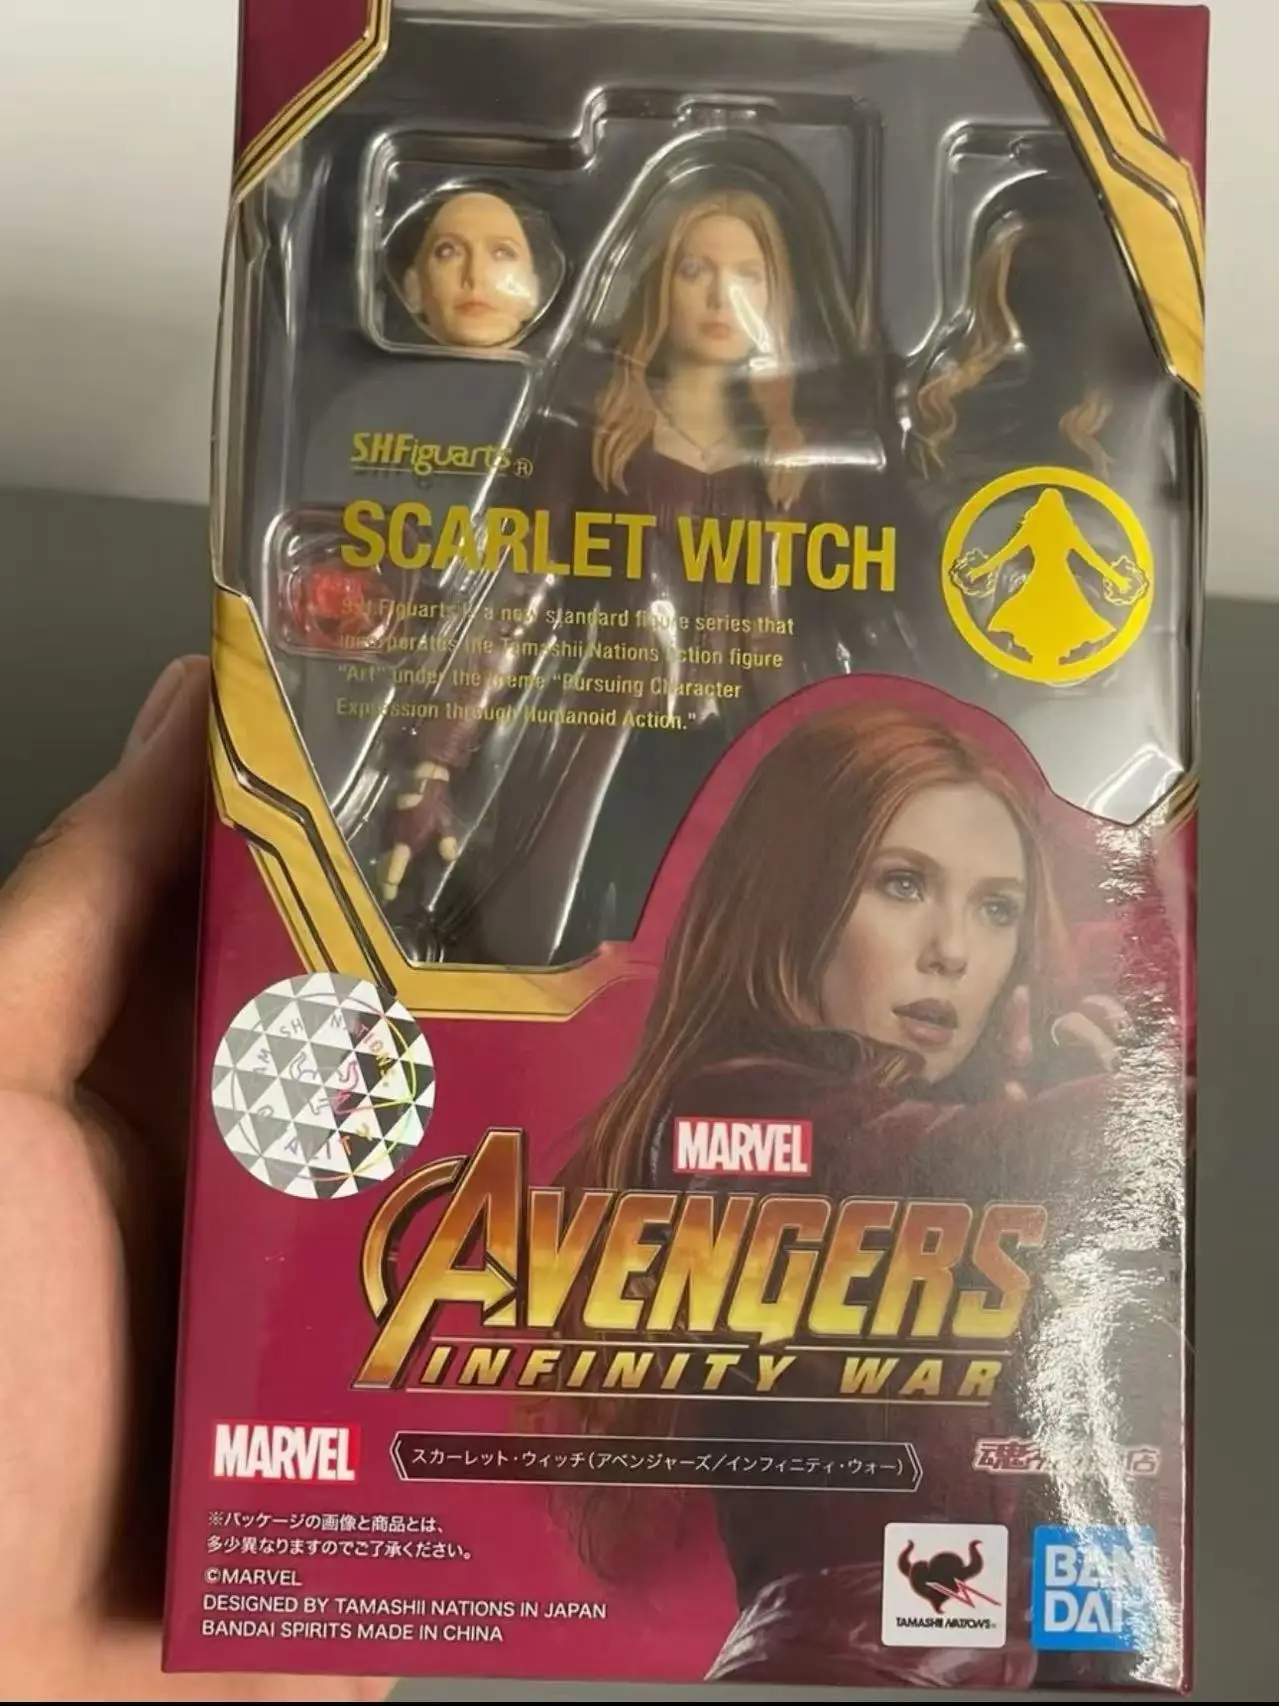 S.H.Figuarts®
SCARLET WITCH
S.H.Figuarts is a new standard figure series that
incorporates the Tamashii Nations action figure
"Art" under the theme "Pursuing Character
Expression through Humanoid Action."
MARVEL
AVENGERS
INFINITY WAR
MARVEL
スカーレット・ウィッチ(アベンジャーズ/インフィニティ・ウォー)
魂
店
※パッケージの画像と商品とは、
多少異なりますのでご了承ください。
©MARVEL
DESIGNED BY TAMASHII NATIONS IN JAPAN
BANDAI SPIRITS MADE IN CHINA
TAMASHII NATIONS
BAN
DAI